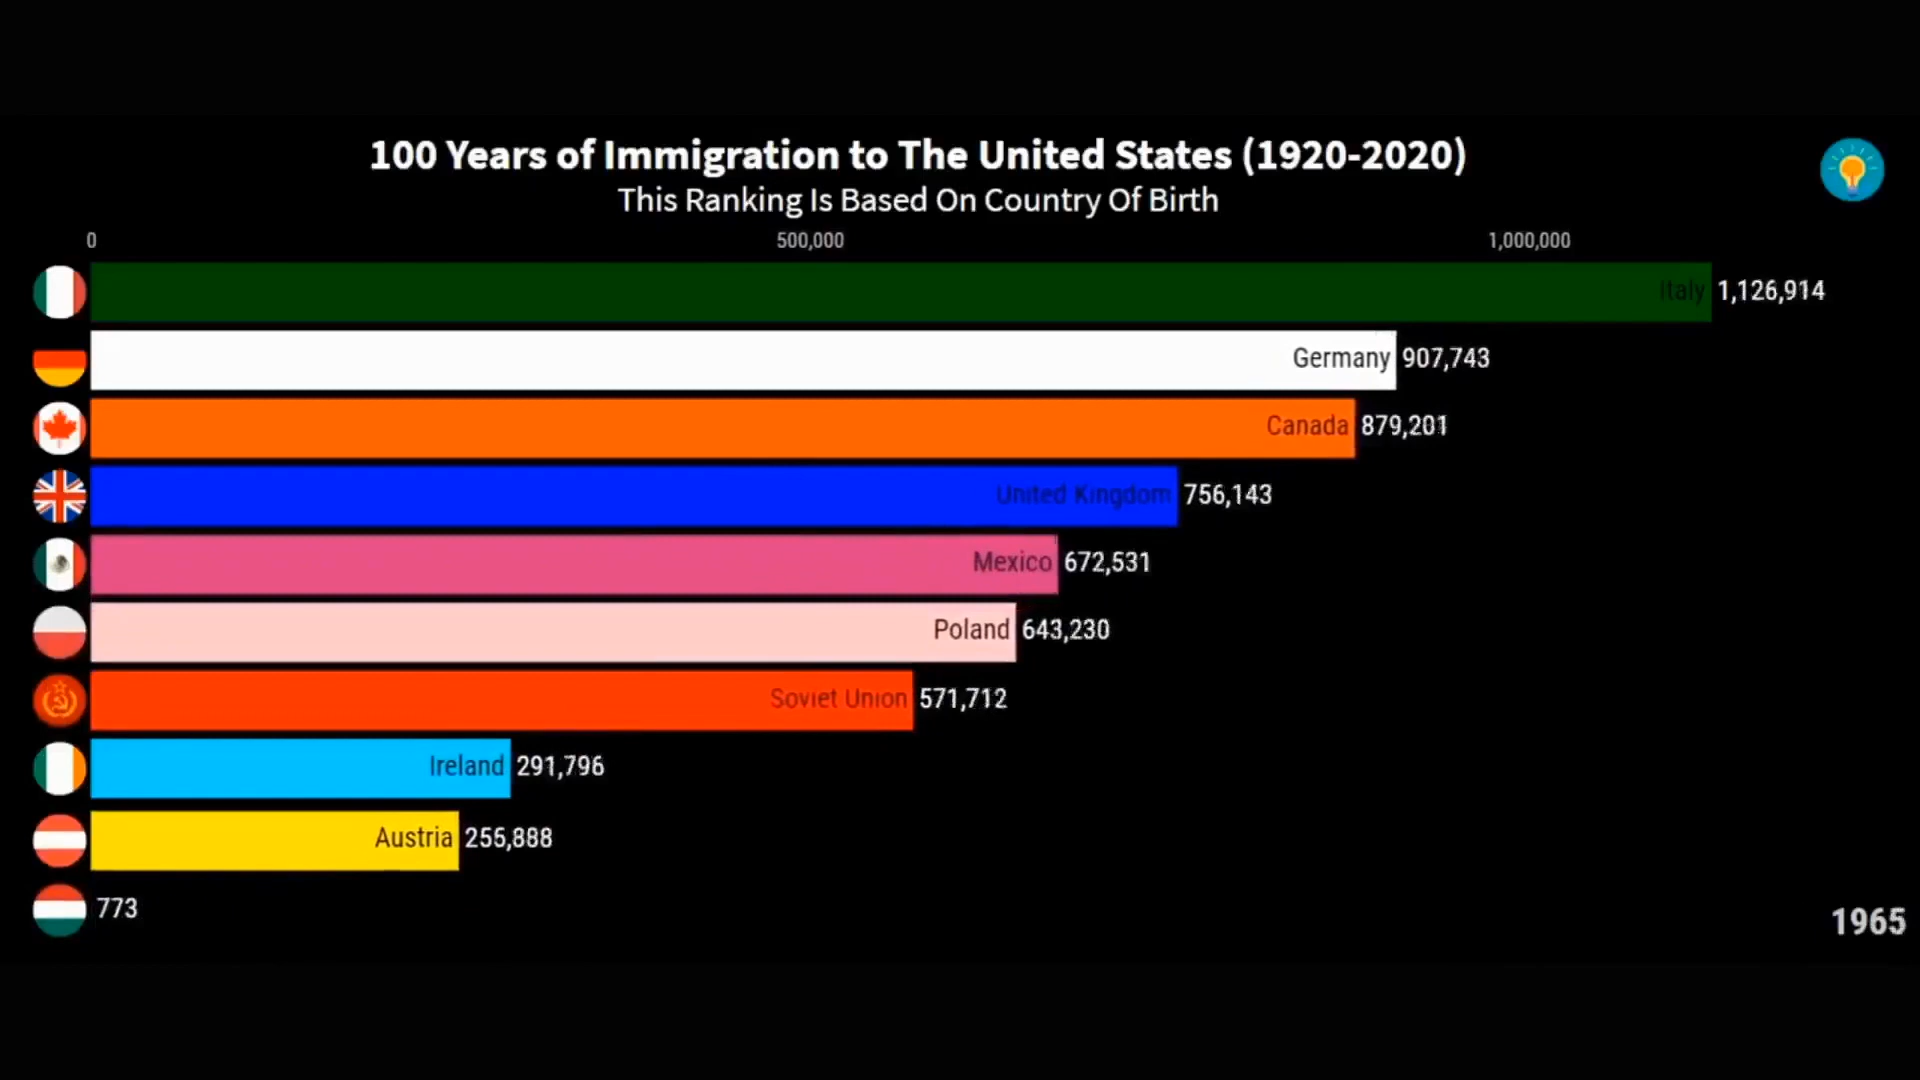 100 Years of Immigration to The United States (1920-2020)
This Ranking Is Based On Country Of Birth
0 500,000 1,000,000
Italy 1,126,914
Germany 907,743
Canada 879,201
United Kingdom 756,143
Mexico 672,531
Poland 643,230
Soviet Union 571,712
Ireland 291,796
Austria 255,888
773
1965